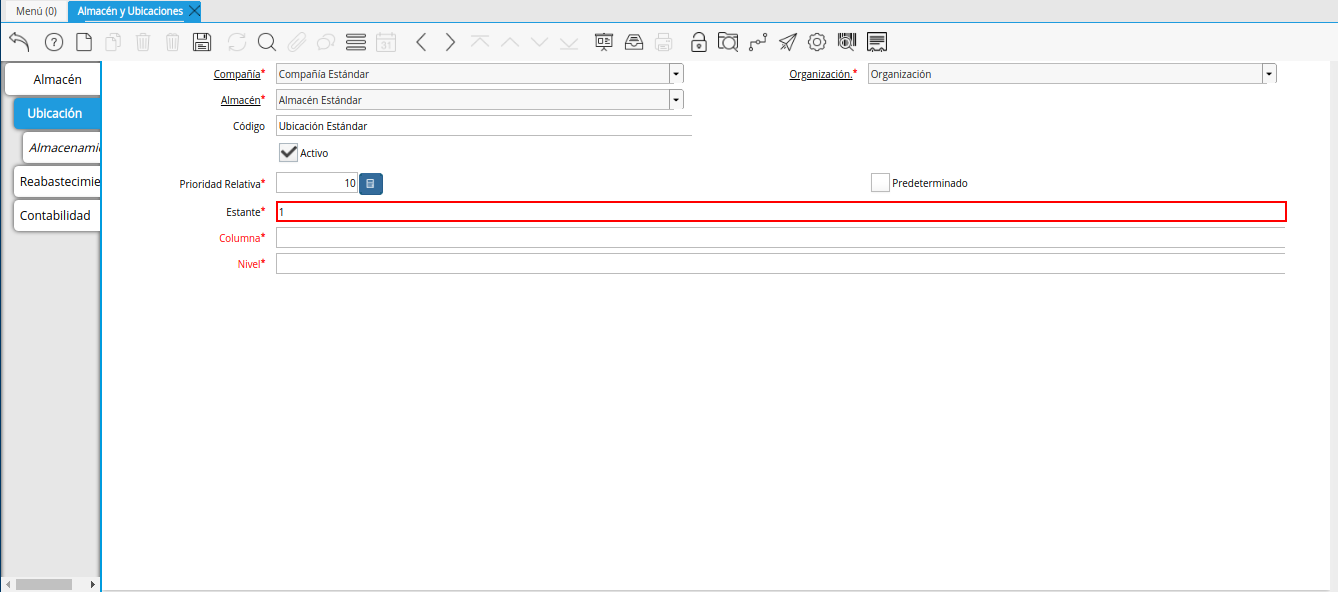 Menú (0)
Almacén y Ubicaciones
31
Almacén
Ubicación
Almacenami
Reabastecimie
Contabilidad
Compañía* Compañía Estándar
Organización.* Organización
Almacén* Almacén Estándar
Código Ubicación Estándar
Activo
Prioridad Relativa* 10
Predeterminado
Estante* 1
Columna*
Nivel*